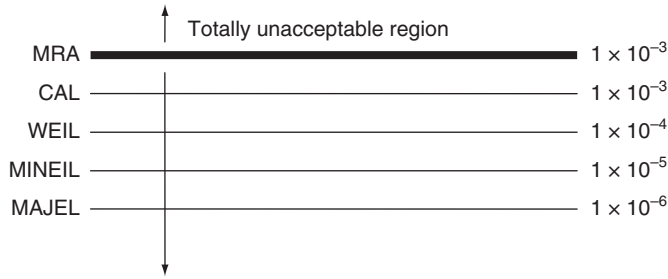 Totally unacceptable region
MRA 1 × 10⁻³
CAL 1 × 10⁻³
WEIL 1 × 10⁻⁴
MINEIL 1 × 10⁻⁵
MAJEL 1 × 10⁻⁶